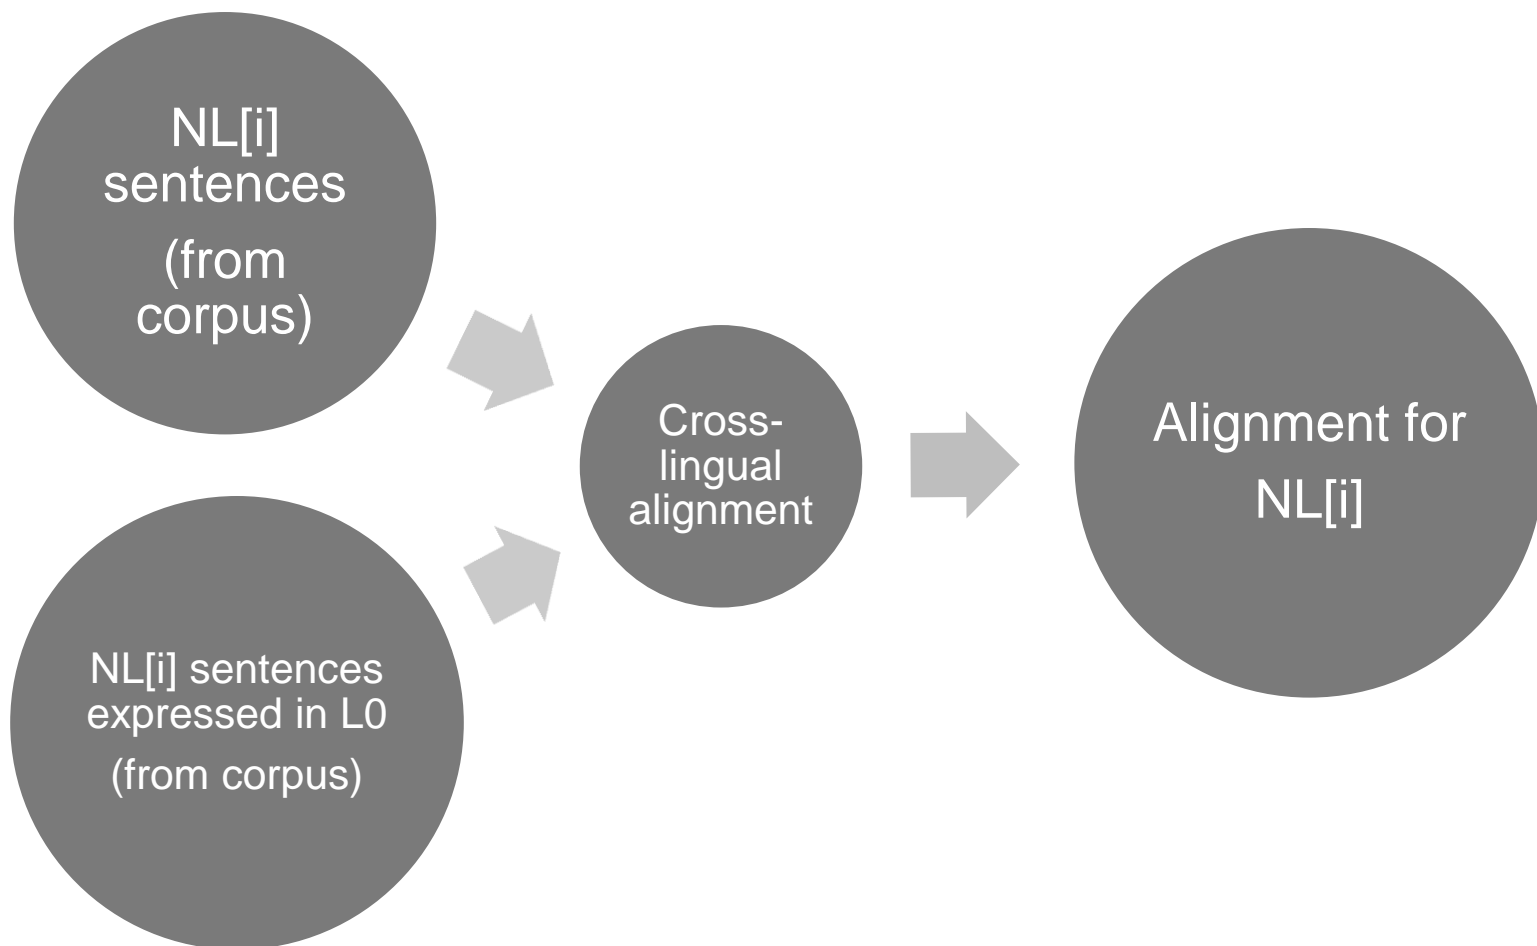 NL[i]
sentences
(from
corpus)
NL[i] sentences
expressed in L0
(from corpus)
Cross-
lingual
alignment
Alignment for
NL[i]